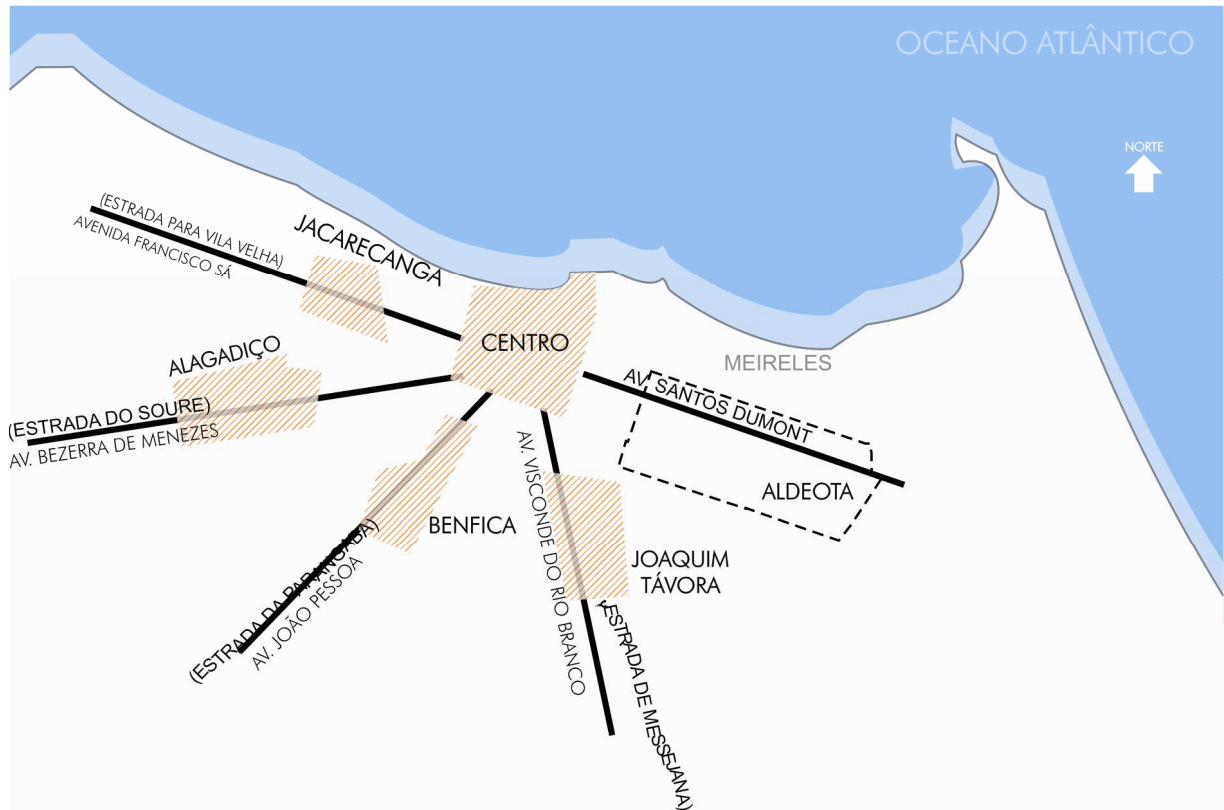 OCEANO ATLÂNTICO
NORTE
(ESTRADA PARA VILA VELHA)
AVENIDA FRANCISCO SÁ
JACARECANGA
CENTRO
MEIRELES
ALAGADIÇO
(ESTRADA DO SOURE)
AV. BEZERRA DE MENEZES
AV. SANTOS DUMONT
ALDEOTA
BENFICA
(ESTRADA DA PARANGABA)
AV. JOÃO PESSOA
AV. VISCONDE DO RIO BRANCO
JOAQUIM
TÁVORA
(ESTRADA DE MESSEJANA)